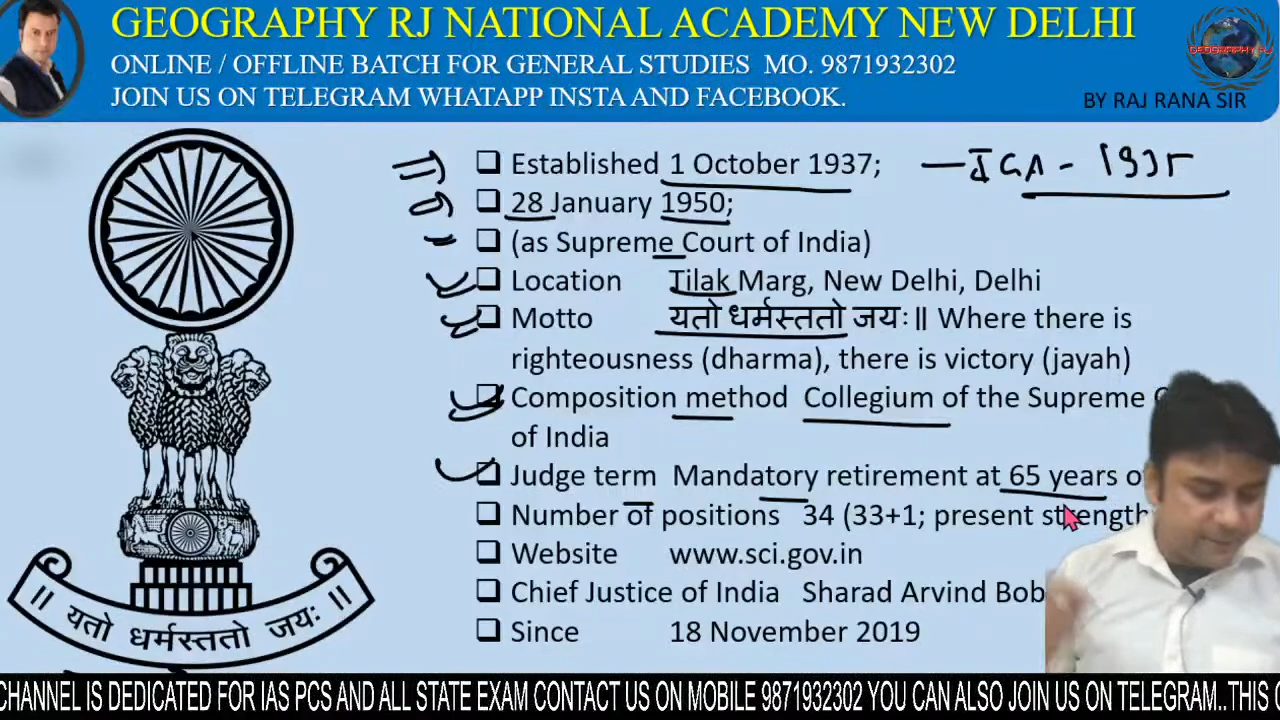 GEOGRAPHY RJ NATIONAL ACADEMY NEW DELHI
ONLINE / OFFLINE BATCH FOR GENERAL STUDIES MO. 9871932302
JOIN US ON TELEGRAM WHATAPP INSTA AND FACEBOOK.
GEOGRAPHY RJ
BY RAJ RANA SIR
Established 1 October 1937; — IGA - 1935
28 January 1950;
(as Supreme Court of India)
Location Tilak Marg, New Delhi, Delhi
Motto यतो धर्मस्ततो जयः॥ Where there is
righteousness (dharma), there is victory (jayah)
Composition method Collegium of the Supreme
of India
Judge term Mandatory retirement at 65 years
Number of positions 34 (33+1; present strength
Website www.sci.gov.in
Chief Justice of India Sharad Arvind
Since 18 November 2019
॥ यतो धर्मस्ततो जयः ॥
CHANNEL IS DEDICATED FOR IAS PCS AND ALL STATE EXAM CONTACT US ON MOBILE 9871932302 YOU CAN ALSO JOIN US ON TELEGRAM..THIS